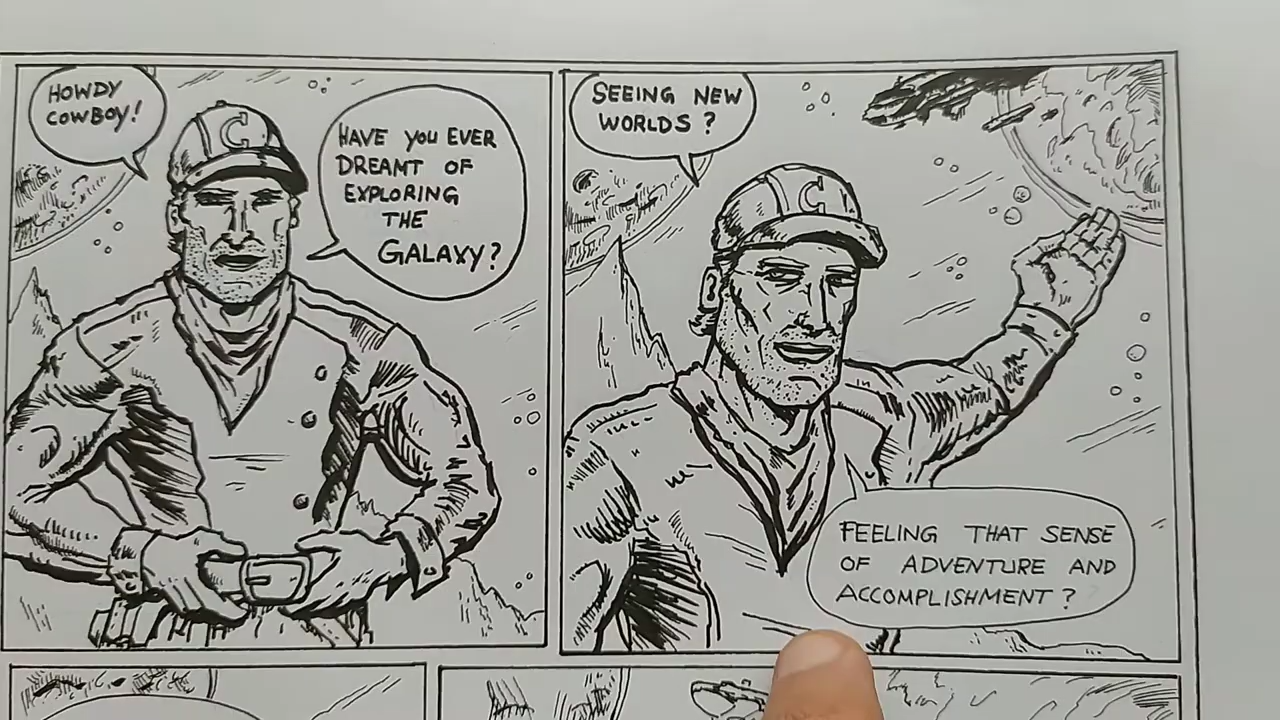 HOWDY
COWBOY!
C
HAVE YOU EVER
DREAMT OF
EXPLORING
THE
GALAXY?
SEEING NEW
WORLDS?
C
FEELING THAT SENSE
OF ADVENTURE AND
ACCOMPLISHMENT?